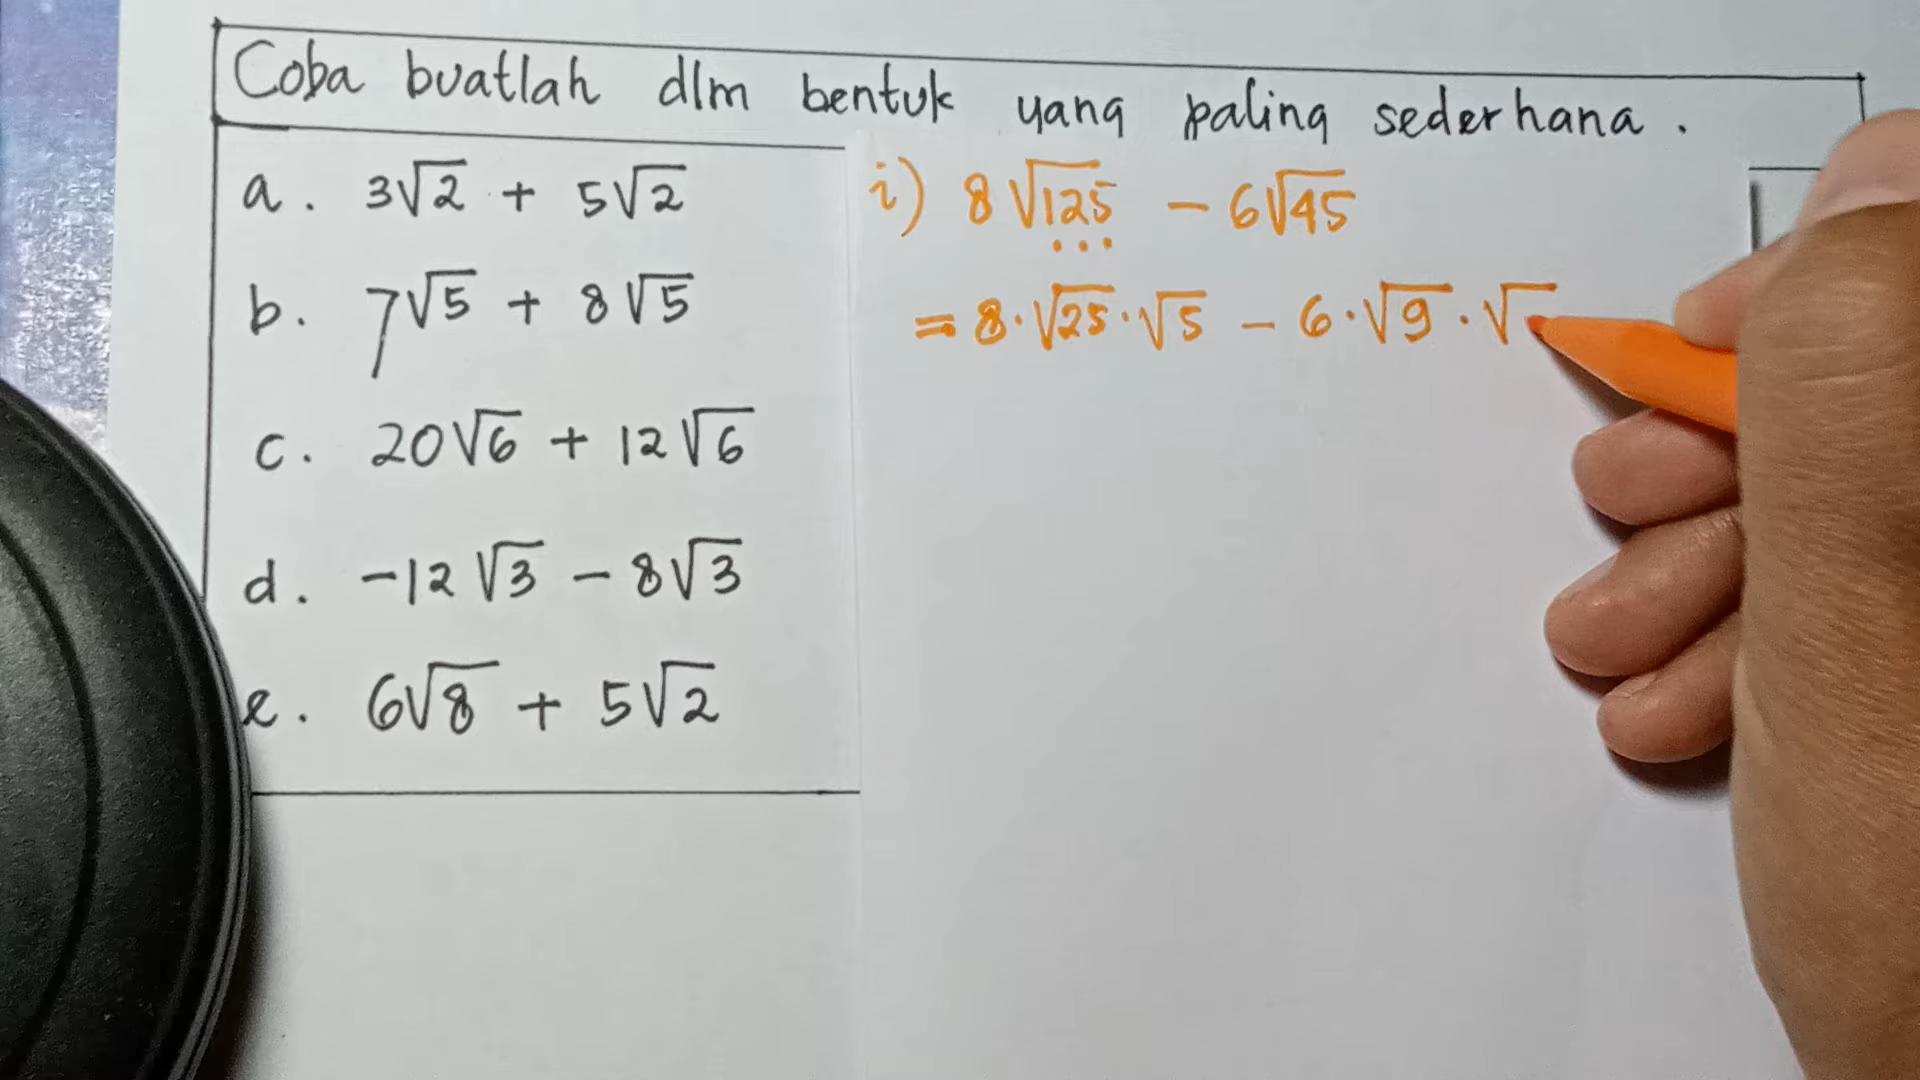 Coba buatlah dlm bentuk yang paling sederhana.
a. 3√2 + 5√2
b. 7√5 + 8√5
c. 20√6 + 12√6
d. -12√3 - 8√3
e. 6√8 + 5√2
i) 8√125 - 6√45
...
= 8·√25·√5 - 6·√9·√